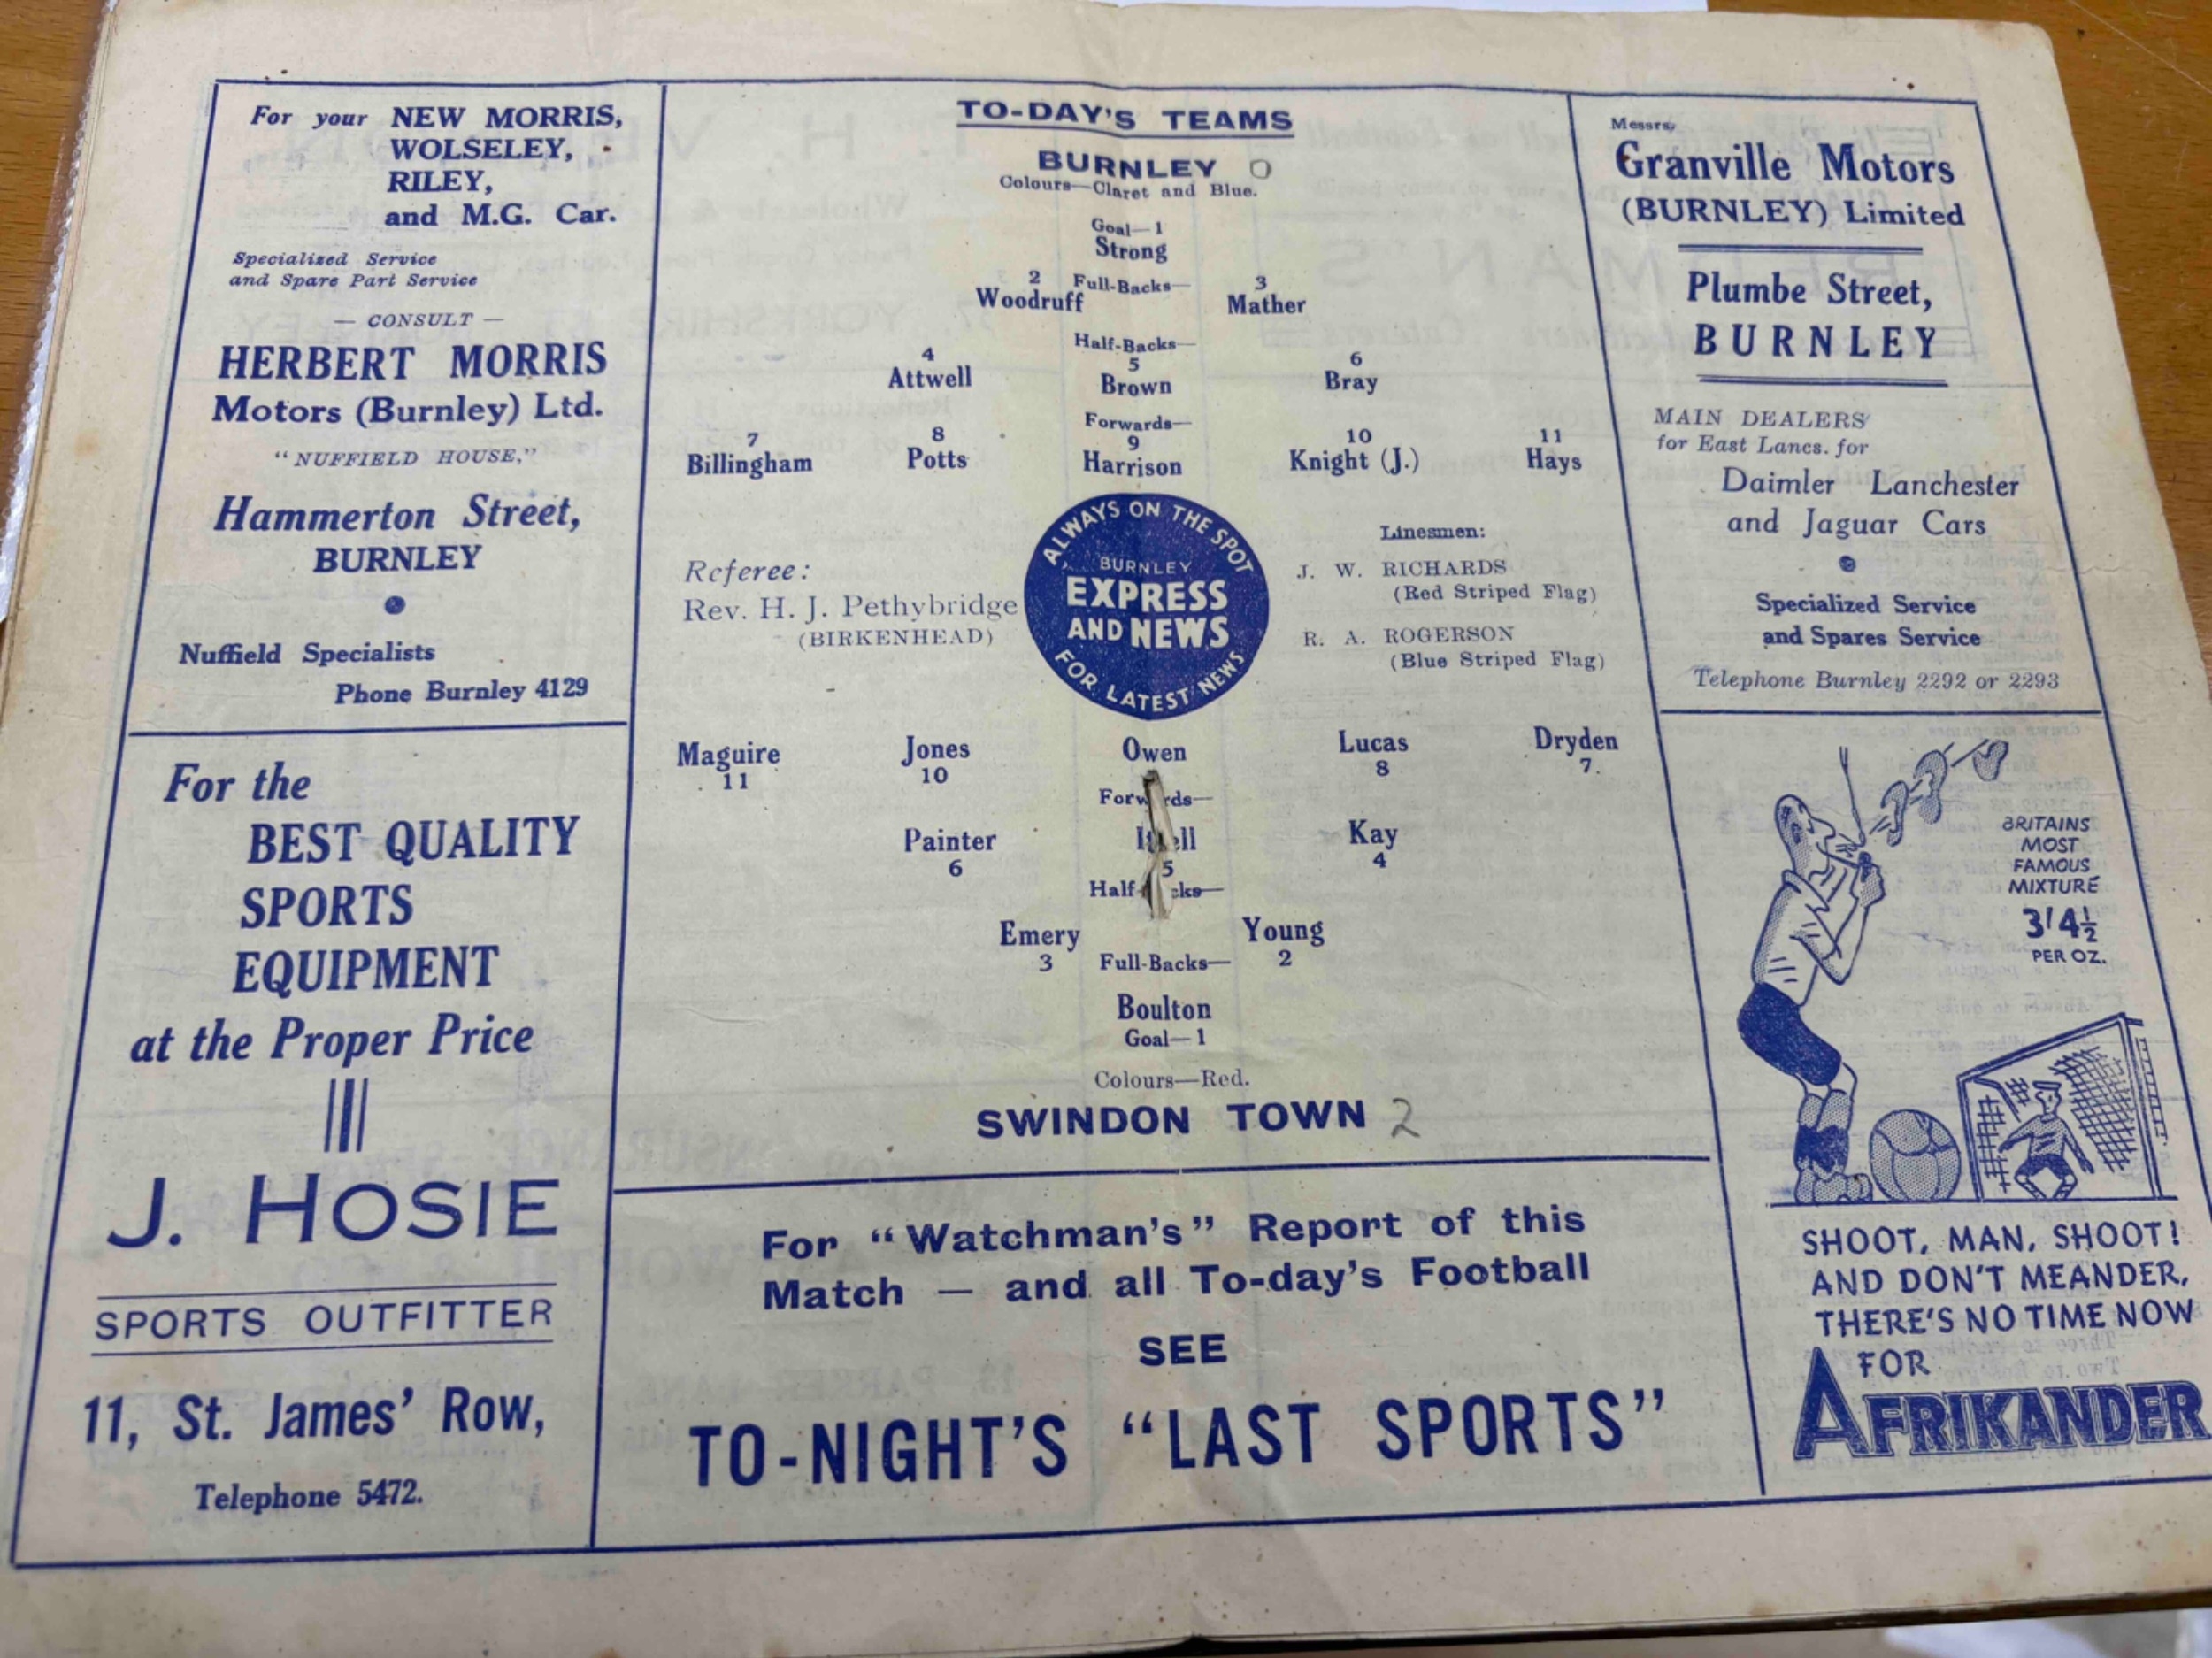 For your NEW MORRIS,
WOLSELEY,
RILEY,
and M.G. Car.
Specialized Service
and Spare Part Service
— CONSULT —
HERBERT MORRIS
Motors (Burnley) Ltd.
"NUFFIELD HOUSE,"
Hammerton Street,
BURNLEY
Nuffield Specialists
Phone Burnley 4129
For the
BEST QUALITY
SPORTS
EQUIPMENT
at the Proper Price
J. HOSIE
SPORTS OUTFITTER
11, St. James' Row,
Telephone 5472.
TO-DAY'S TEAMS
BURNLEY 0
Colours—Claret and Blue.
Goal—1
Strong
2 Full-Backs— 3
Woodruff Mather
Half-Backs—
4 5 6
Attwell Brown Bray
Forwards—
7 8 9 10 11
Billingham Potts Harrison Knight (J.) Hays
ALWAYS ON THE SPOT
BURNLEY
EXPRESS
AND NEWS
FOR LATEST NEWS
Referee:
Rev. H. J. Pethybridge
(BIRKENHEAD)
Linesmen:
J. W. RICHARDS
(Red Striped Flag)
R. A. ROGERSON
(Blue Striped Flag)
Maguire Jones Owen Lucas Dryden
11 10 8 7
Painter Kay
6 5 4
Emery Young
3 Full-Backs— 2
Boulton
Goal—1
Colours—Red.
SWINDON TOWN 2
For "Watchman's" Report of this
Match — and all To-day's Football
SEE
TO-NIGHT'S "LAST SPORTS"
Messrs.
Granville Motors
(BURNLEY) Limited
Plumbe Street,
BURNLEY
MAIN DEALERS
for East Lancs. for
Daimler Lanchester
and Jaguar Cars
Specialized Service
and Spares Service
Telephone Burnley 2292 or 2293
BRITAINS
MOST
FAMOUS
MIXTURE
3/4½
PER OZ.
SHOOT, MAN, SHOOT!
AND DON'T MEANDER,
THERE'S NO TIME NOW
FOR
AFRIKANDER